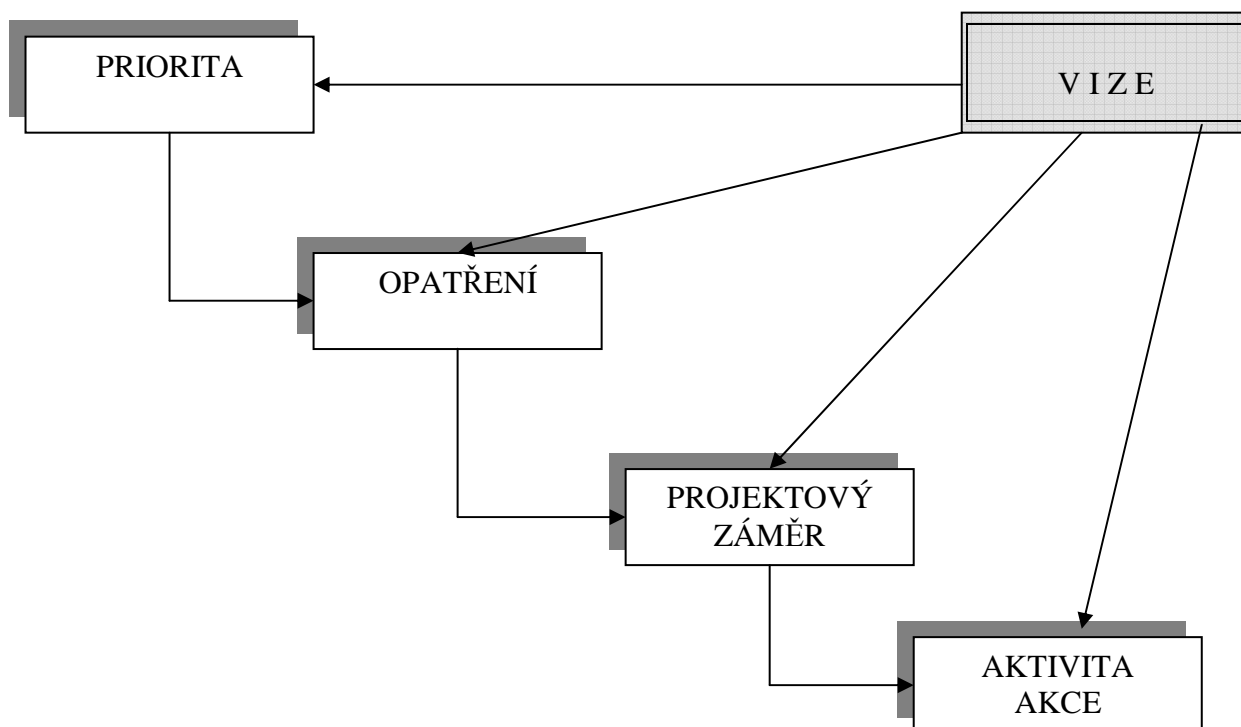 PRIORITA
V I Z E
OPATŘENÍ
PROJEKTOVÝ
ZÁMĚR
AKTIVITA
AKCE